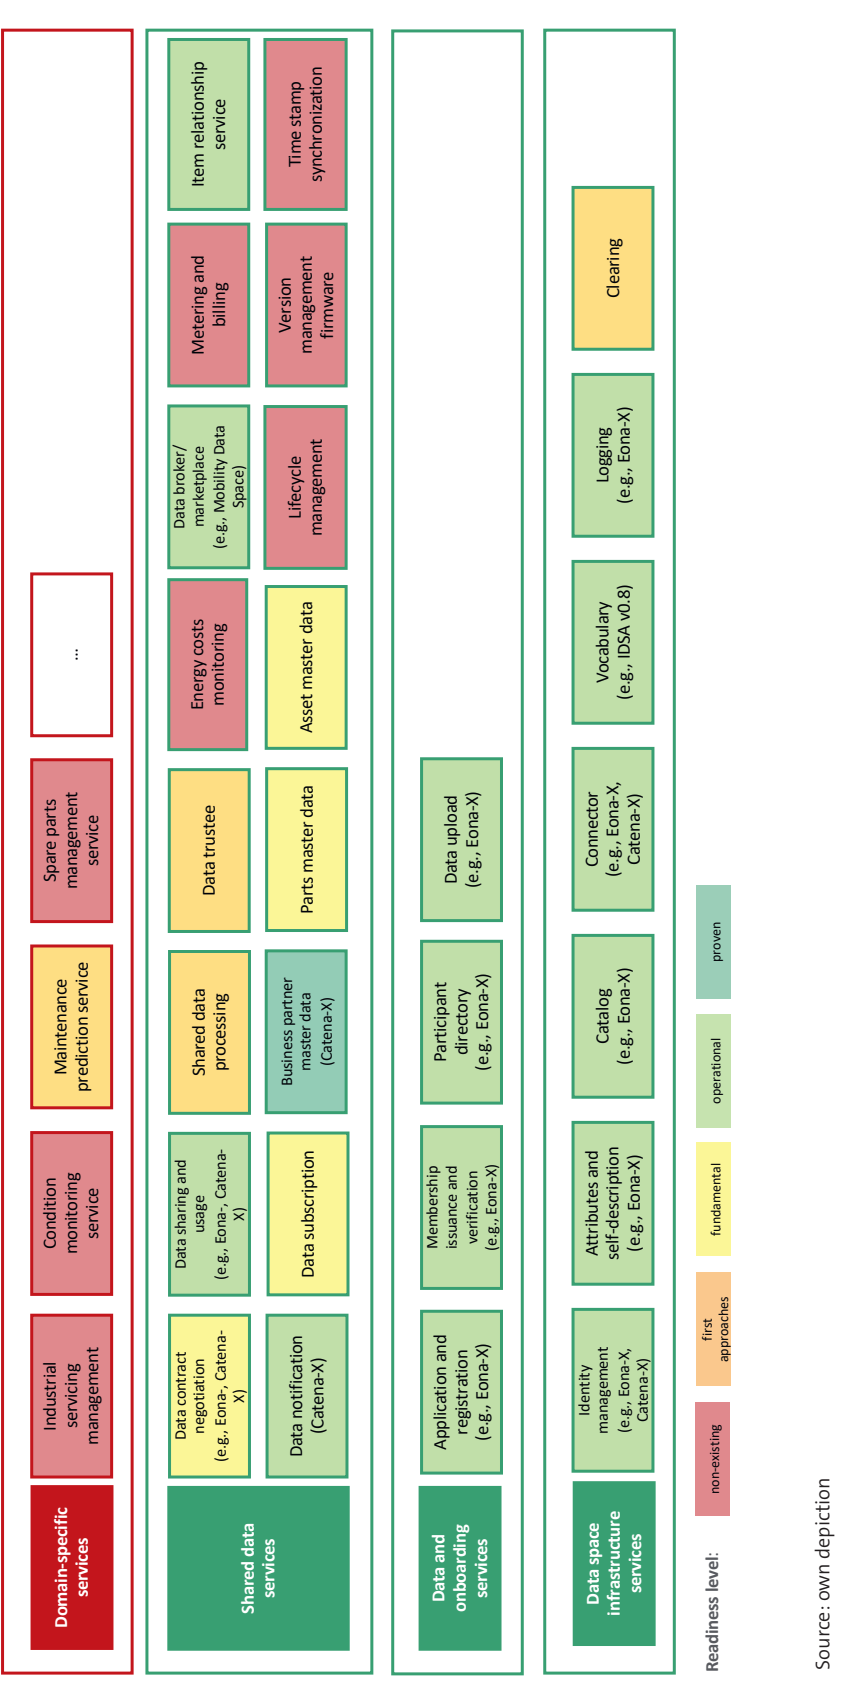 Domain-specific
services
Industrial
servicing
management
Condition
monitoring
service
Maintenance
prediction service
Spare parts
management
service
...
Shared data
services
Data contract
negotiation
(e.g., Eona-, Catena-
X)
Data sharing and
usage
(e.g., Eona-, Catena-
X)
Shared data
processing
Data trustee
Energy costs
monitoring
Data broker/
marketplace
(e.g., Mobility Data
Space)
Metering and
billing
Item relationship
service
Data notification
(Catena-X)
Data subscription
Business partner
master data
(Catena-X)
Parts master data
Asset master data
Lifecycle
management
Version
management
firmware
Time stamp
synchronization
Data and
onboarding
services
Application and
registration
(e.g., Eona-X)
Membership
issuance and
verification
(e.g., Eona-X)
Participant
directory
(e.g., Eona-X)
Data upload
(e.g., Eona-X)
Data space
infrastructure
services
Identity
management
(e.g., Eona-X,
Catena-X)
Attributes and
self-description
(e.g., Eona-X)
Catalog
(e.g., Eona-X)
Connector
(e.g., Eona-X,
Catena-X)
Vocabulary
(e.g., IDSA v0.8)
Logging
(e.g., Eona-X)
Clearing
Readiness level:
non-existing
first
approaches
fundamental
operational
proven
Source: own depiction